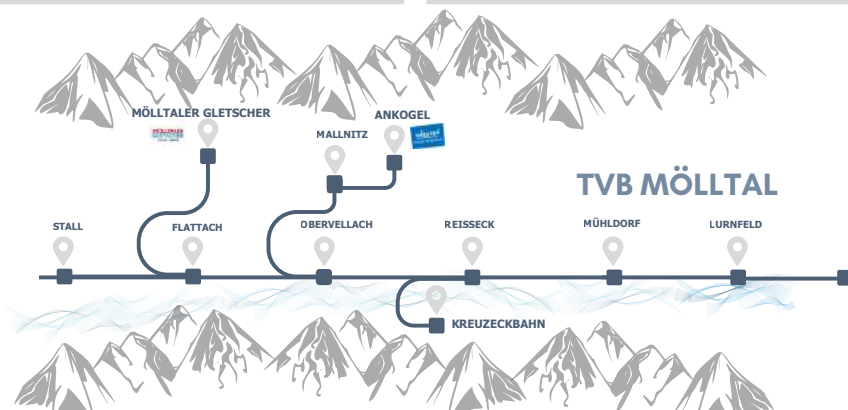 MÖLLTALER GLETSCHER
ANKOGEL
MALLNITZ
TVB MÖLLTAL
STALL
FLATTACH
OBERVELLACH
REISSECK
MÜHLDORF
LURNFELD
KREUZECKBAHN